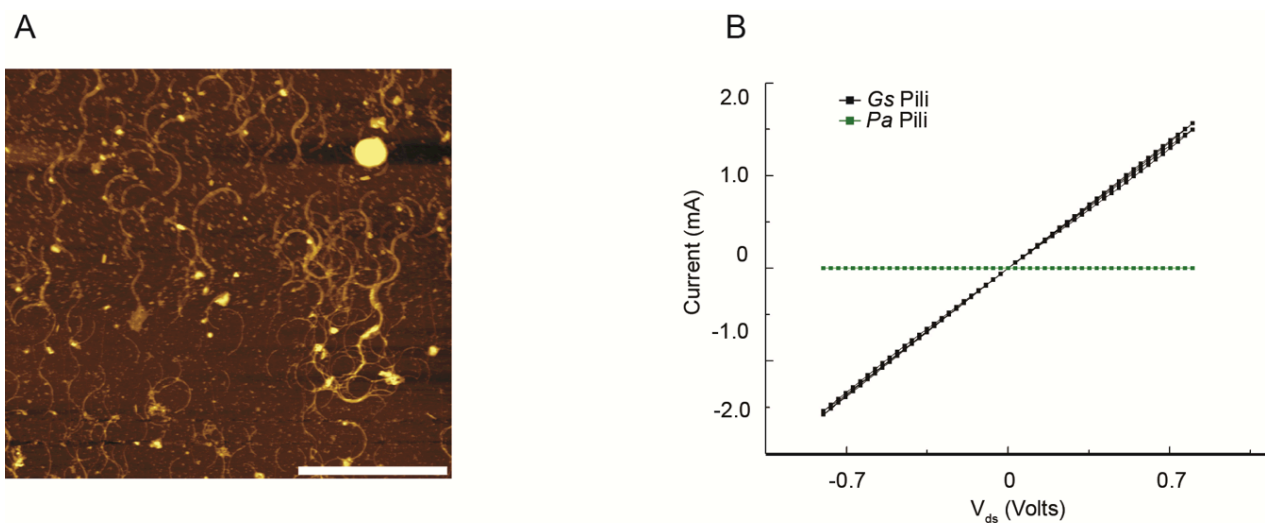 A
B
Gs Pili
Pa Pili
2.0
1.0
0
-1.0
-2.0
Current (mA)
-0.7
0
0.7
Vds (Volts)